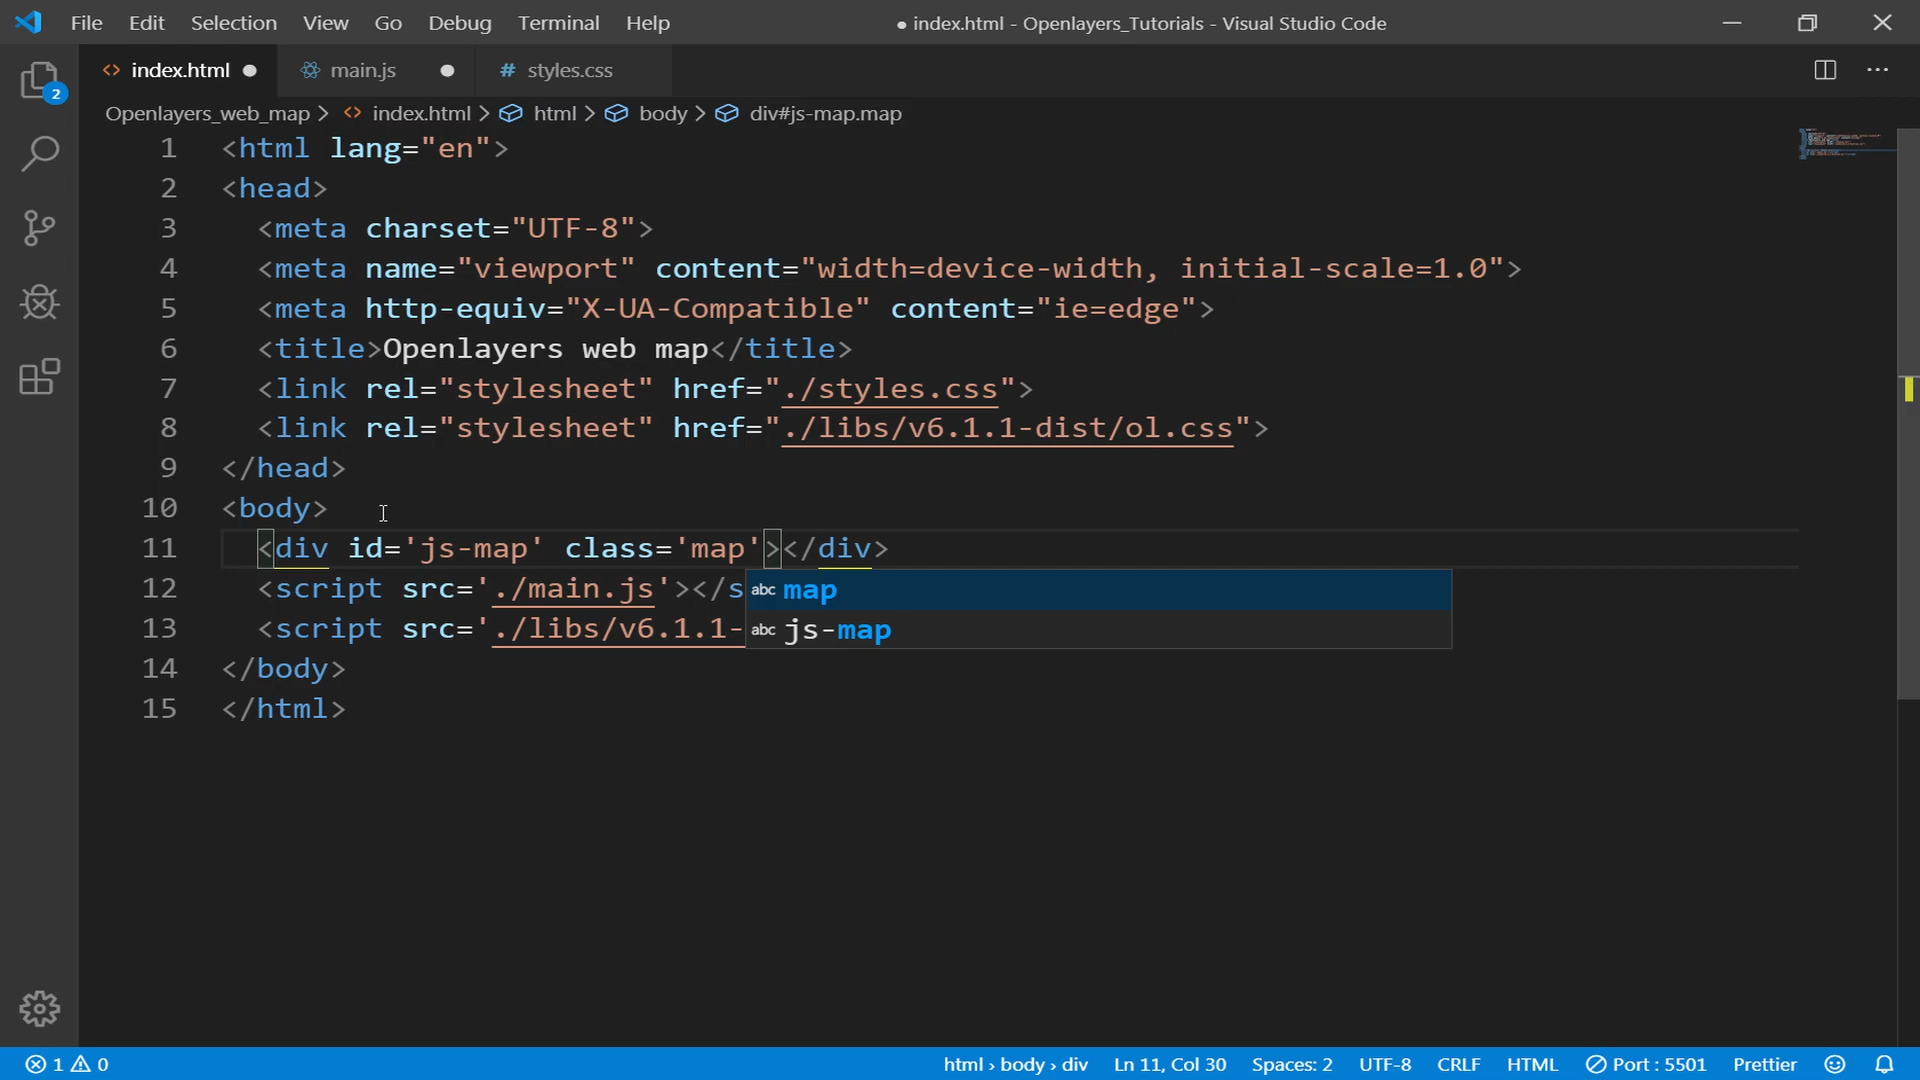 File Edit Selection View Go Debug Terminal Help ● index.html - Openlayers_Tutorials - Visual Studio Code
<> index.html ● main.js ● # styles.css
2
Openlayers_web_map > <> index.html > html > body > div#js-map.map
1 <html lang="en">
2 <head>
3 <meta charset="UTF-8">
4 <meta name="viewport" content="width=device-width, initial-scale=1.0">
5 <meta http-equiv="X-UA-Compatible" content="ie=edge">
6 <title>Openlayers web map</title>
7 <link rel="stylesheet" href="./styles.css">
8 <link rel="stylesheet" href="./libs/v6.1.1-dist/ol.css">
9 </head>
10 <body>
11 <div id='js-map' class='map'></div>
12 <script src='./main.js'></s
abc map
13 <script src='./libs/v6.1.1-
abc js-map
14 </body>
15 </html>
1 0 html › body › div Ln 11, Col 30 Spaces: 2 UTF-8 CRLF HTML Port : 5501 Prettier